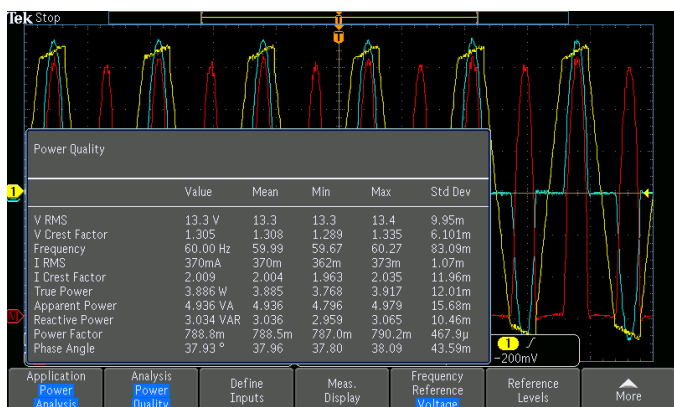 Tek Stop
T
T
Power Quality
Value Mean Min Max Std Dev
1
V RMS 13.3 V 13.3 13.3 13.4 9.95m
V Crest Factor 1.305 1.308 1.289 1.335 6.101m
Frequency 60.00 Hz 59.99 59.67 60.27 83.09m
I RMS 370mA 370m 362m 373m 1.07m
I Crest Factor 2.009 2.004 1.963 2.035 11.96m
True Power 3.886 W 3.885 3.768 3.917 12.01m
Apparent Power 4.936 VA 4.936 4.796 4.979 15.68m
Reactive Power 3.034 VAR 3.036 2.959 3.065 10.46m
M
Power Factor 788.8m 788.5m 787.0m 790.2m 467.9µ
Phase Angle 37.93 ° 37.96 37.80 38.09 43.59m
1
-200mV
Application
Power
Analysis
Analysis
Power
Quality
Define
Inputs
Meas.
Display
Frequency
Reference
Voltage
Reference
Levels
More